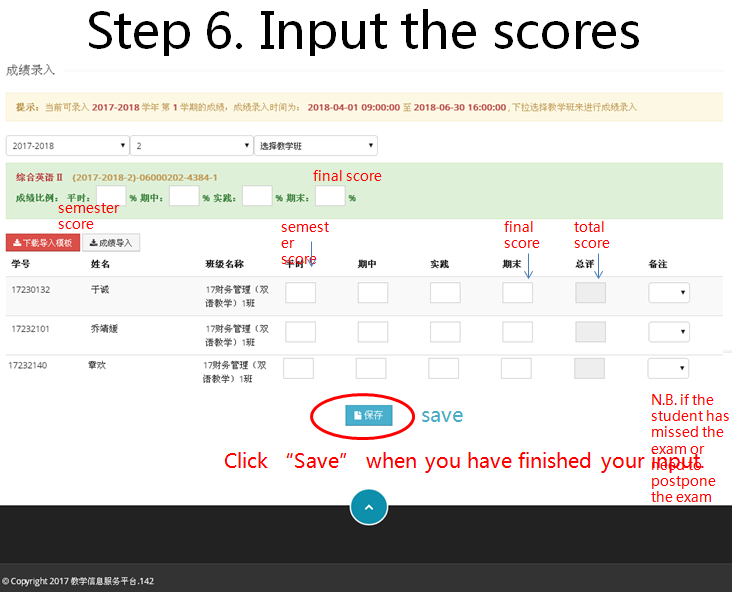 Step 6. Input the scores
成绩录入
提示：当前可录入 2017-2018 学年 第 1 学期的成绩，成绩录入时间为： 2018-04-01 09:00:00 至 2018-06-30 16:00:00 , 下拉选择教学班来进行成绩录入
2017-2018 2 选择教学班
综合英语 II (2017-2018-2)-06000202-4384-1
final score
成绩比例： 平时： % 期中： % 实践： % 期末： %
semester
score
下载导入模板 成绩导入
semest
er
score
final
score
total
score
学号 姓名 班级名称 平时 期中 实践 期末 总评 备注
17230132 于诚 17财务管理（双
语教学）1班
17232101 乔靖媛 17财务管理（双
语教学）1班
17232140 章欢 17财务管理（双
语教学）1班
保存 save
N.B. if the
student has
missed the
exam or
need to
postpone
the exam
Click “Save” when you have finished your input.
© Copyright 2017 教学信息服务平台.142